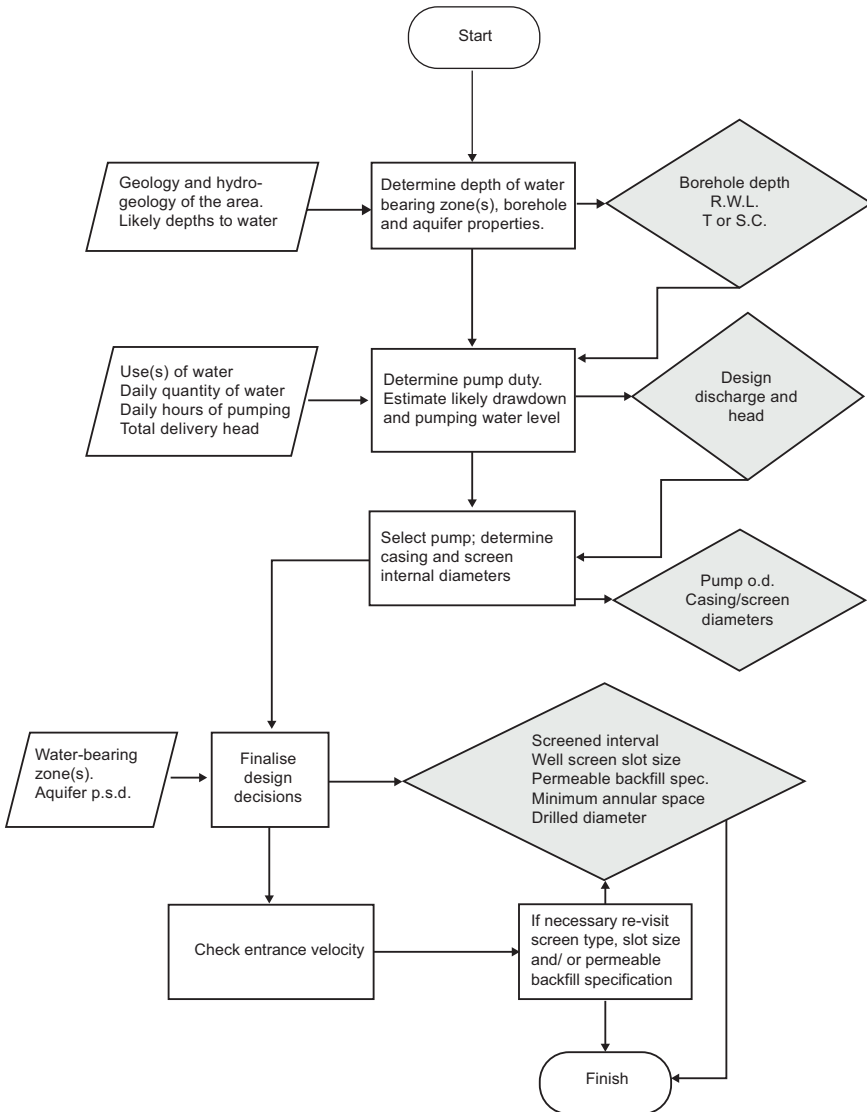 Start
Geology and hydro-
geology of the area.
Likely depths to water
Determine depth of water
bearing zone(s), borehole
and aquifer properties.
Borehole depth
R.W.L.
T or S.C.
Use(s) of water
Daily quantity of water
Daily hours of pumping
Total delivery head
Determine pump duty.
Estimate likely drawdown
and pumping water level
Design
discharge and
head
Select pump; determine
casing and screen
internal diameters
Pump o.d.
Casing/screen
diameters
Water-bearing
zone(s).
Aquifer p.s.d.
Finalise
design
decisions
Screened interval
Well screen slot size
Permeable backfill spec.
Minimum annular space
Drilled diameter
Check entrance velocity
If necessary re-visit
screen type, slot size
and/ or permeable
backfill specification
Finish